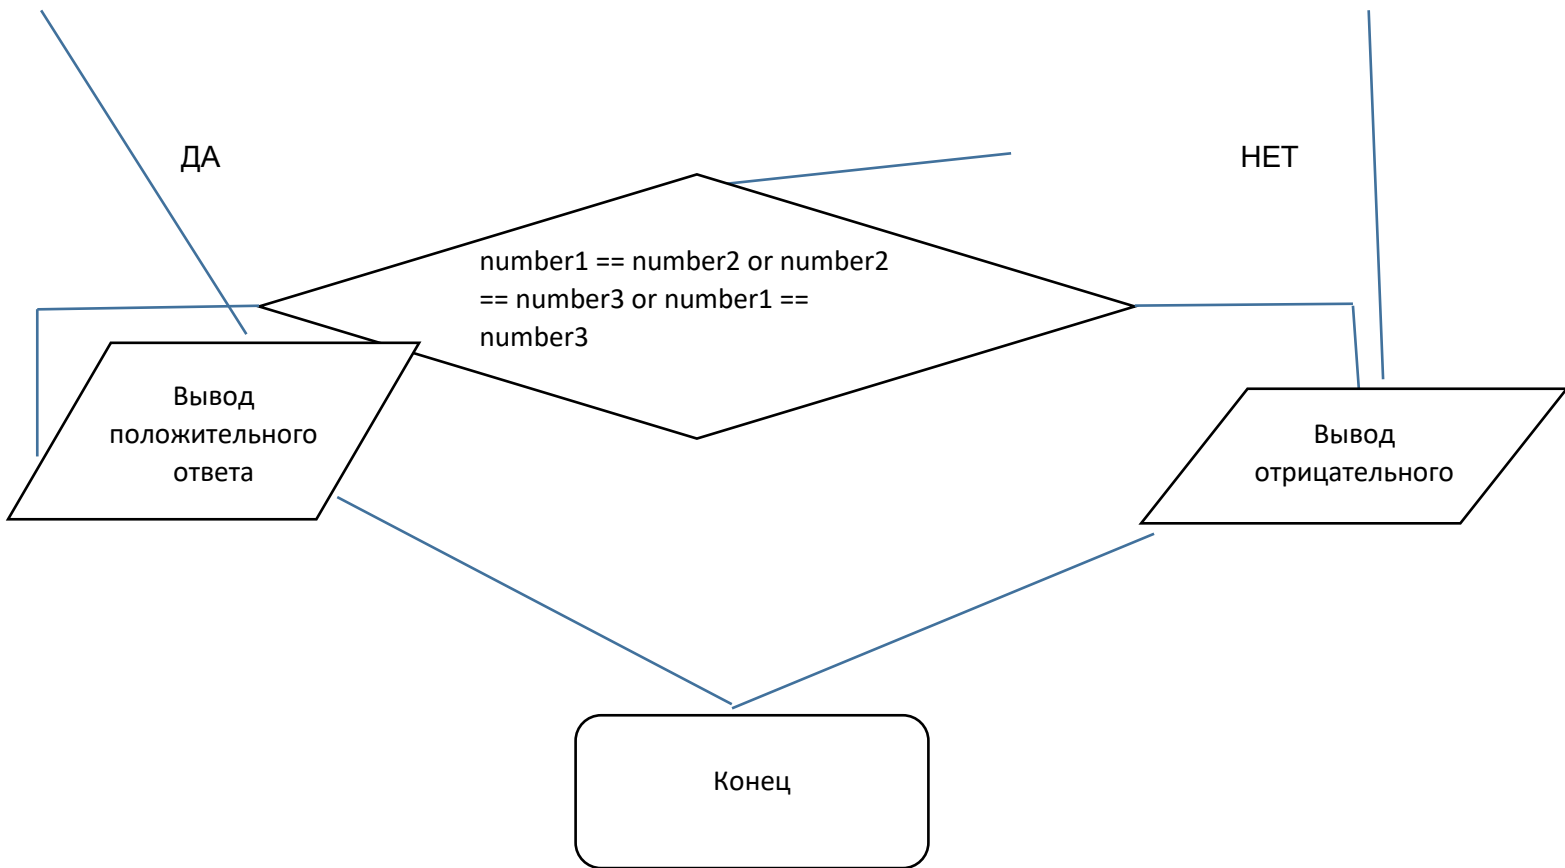 ДА
НЕТ
number1 == number2 or number2
== number3 or number1 ==
number3
Вывод
положительного
ответа
Вывод
отрицательного
Конец